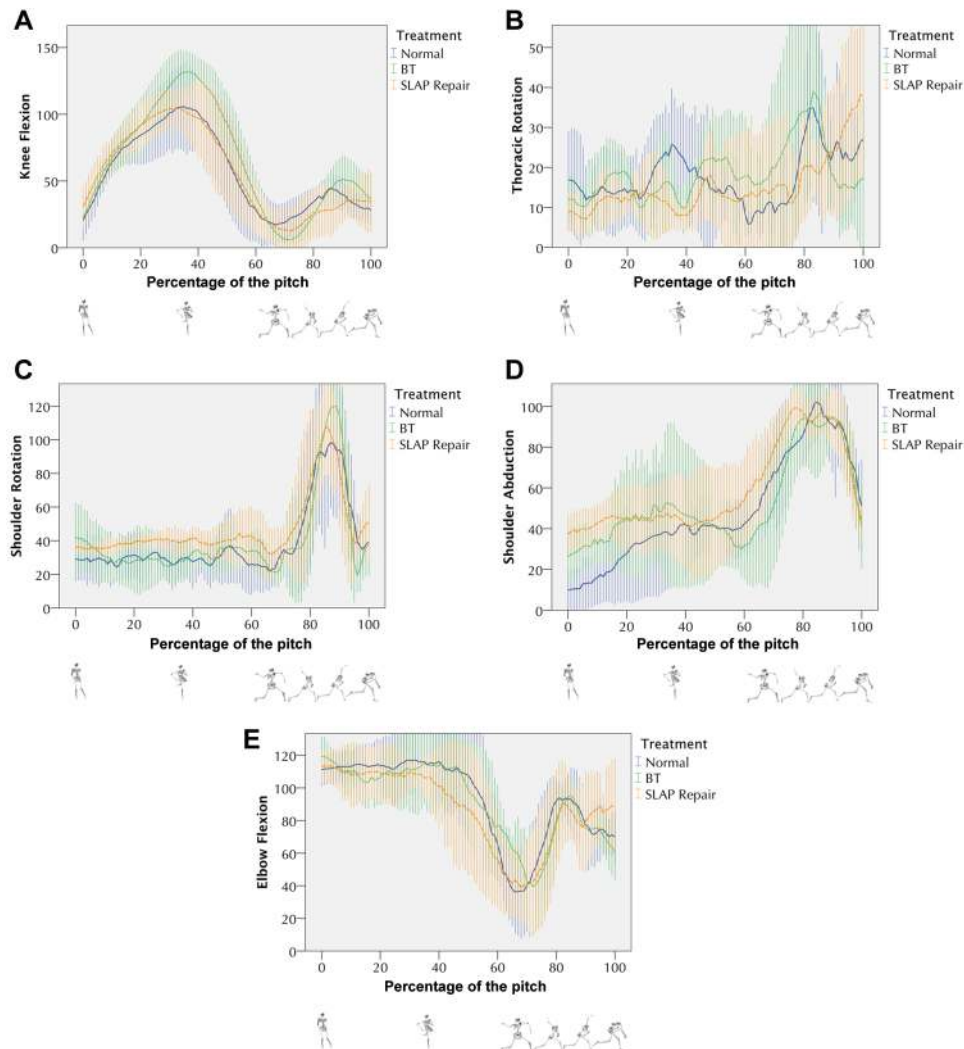 A
Treatment
Normal
BT
SLAP Repair
Knee Flexion
150
100
50
0
0 20 40 60 80 100
Percentage of the pitch
B
Treatment
Normal
BT
SLAP Repair
Thoracic Rotation
50
40
30
20
10
0
0 20 40 60 80 100
Percentage of the pitch
C
Treatment
Normal
BT
SLAP Repair
Shoulder Rotation
120
100
80
60
40
20
0
0 20 40 60 80 100
Percentage of the pitch
D
Treatment
Normal
BT
SLAP Repair
Shoulder Abduction
100
80
60
40
20
0
0 20 40 60 80 100
Percentage of the pitch
E
Treatment
Normal
BT
SLAP Repair
Elbow Flexion
120
100
80
60
40
20
0
0 20 40 60 80 100
Percentage of the pitch